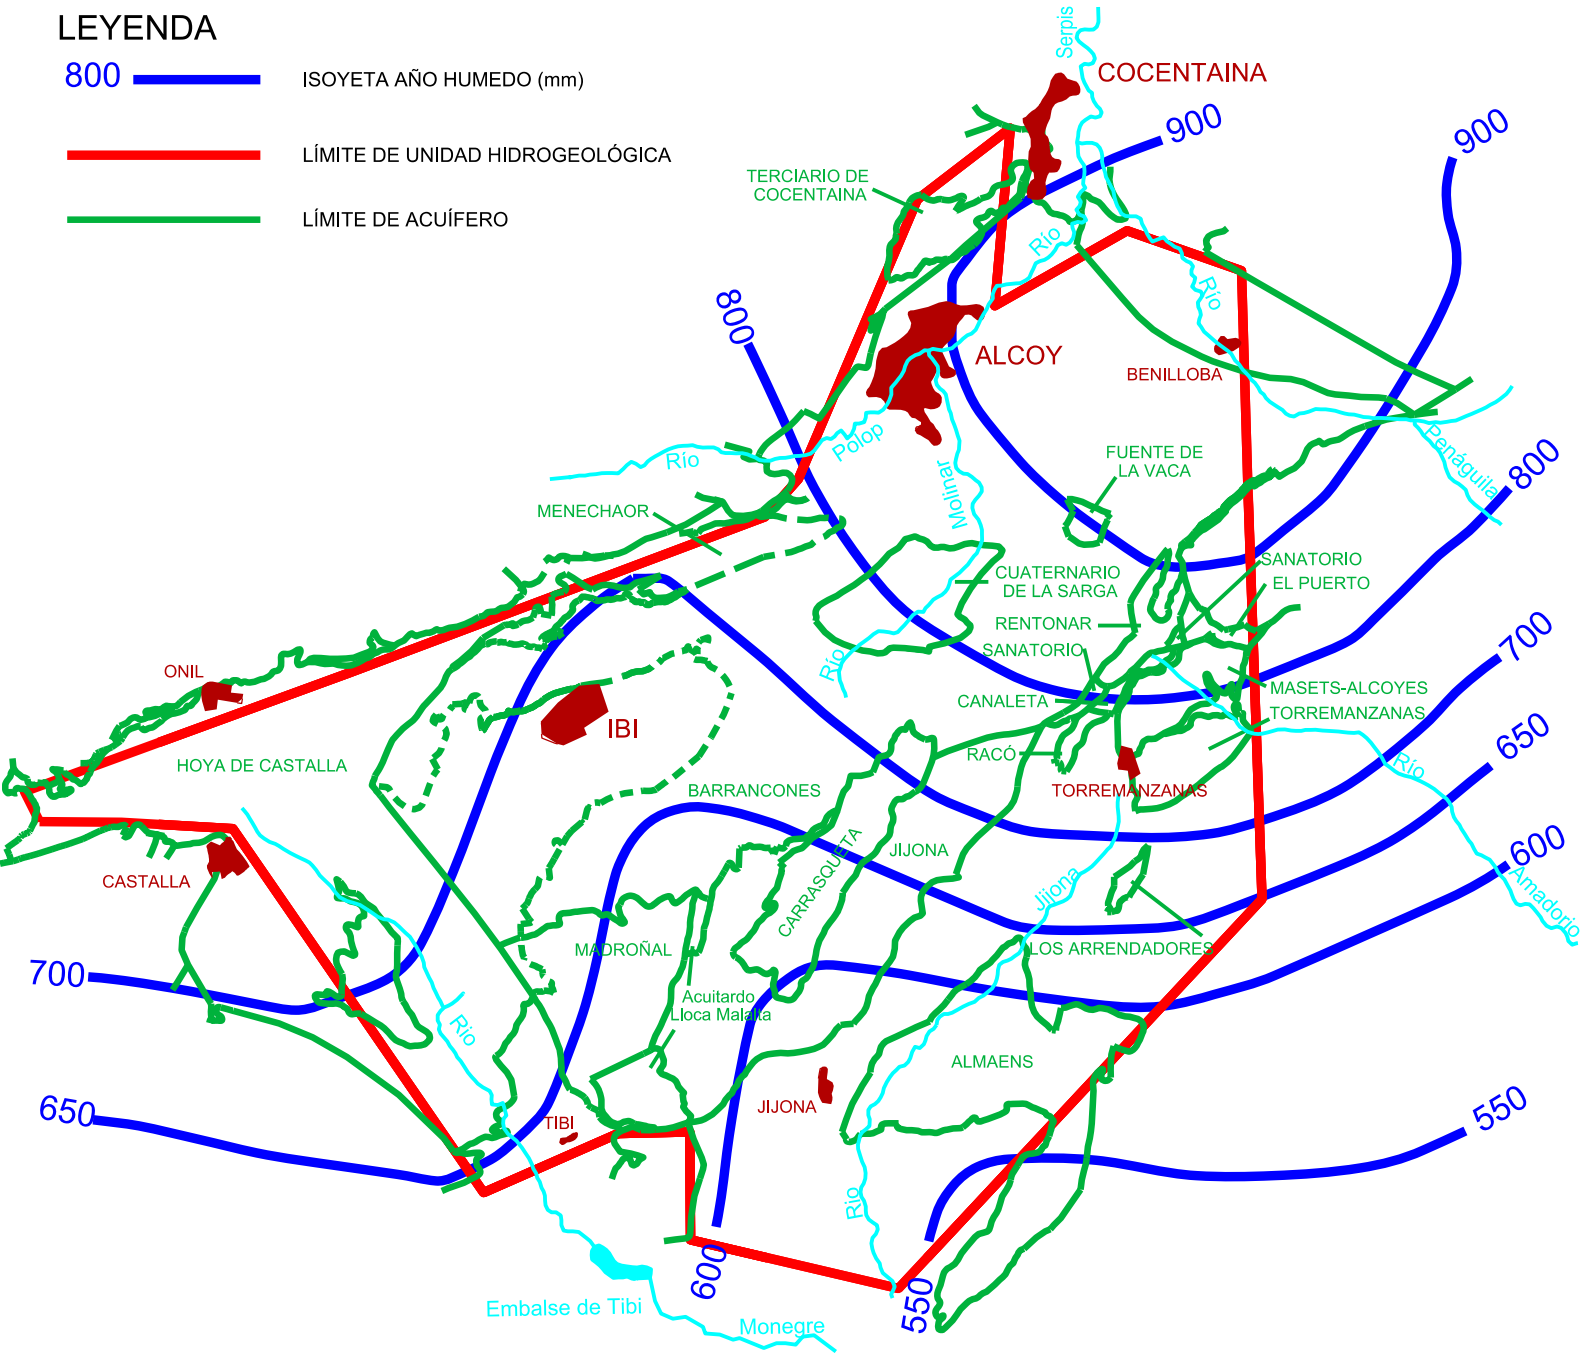 LEYENDA
800
ISOYETA AÑO HUMEDO (mm)
LÍMITE DE UNIDAD HIDROGEOLÓGICA
LÍMITE DE ACUÍFERO
Serpis
COCENTAINA
900
900
TERCIARIO DE
COCENTAINA
Río
Río
800
ALCOY
BENILLOBA
Polop
Río
FUENTE DE
LA VACA
Penáguila
800
Molinar
MENECHAOR
SANATORIO
EL PUERTO
CUATERNARIO
DE LA SARGA
RENTONAR
SANATORIO
700
Río
ONIL
CANALETA
MASETS-ALCOYES
TORREMANZANAS
IBI
650
RACÓ
HOYA DE CASTALLA
Río
BARRANCONES
TORREMANZANAS
600
CARRASQUETA
JIJONA
CASTALLA
Jijona
Amadorio
MADROÑAL
LOS ARRENDADORES
700
Acuitardo
Lloca Malalta
Rio
ALMAENS
650
JIJONA
550
TIBI
Rio
600
550
Embalse de Tibi
Monegre